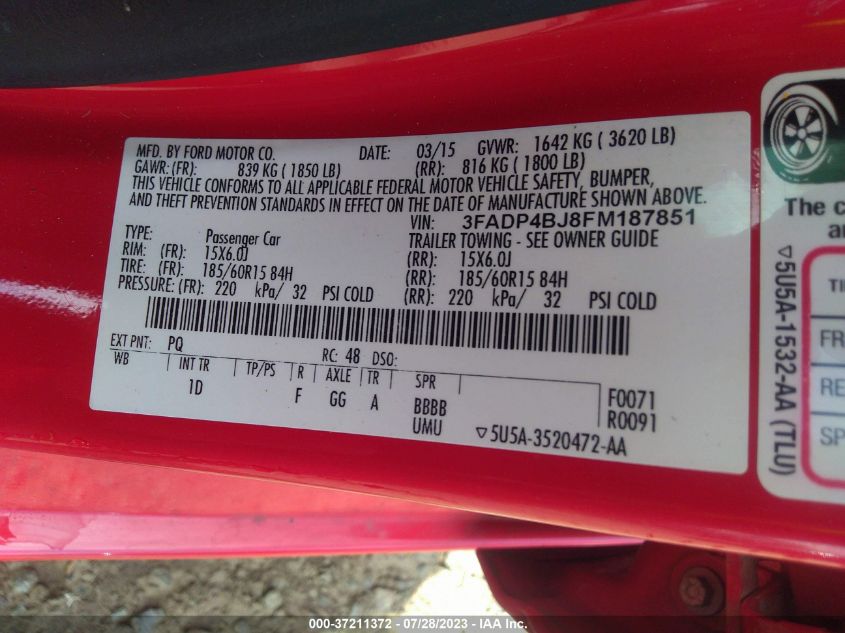 MFD. BY FORD MOTOR CO. DATE: 03/15 GVWR: 1642 KG ( 3620 LB)
GAWR: (FR): 839 KG ( 1850 LB) (RR): 816 KG ( 1800 LB)
THIS VEHICLE CONFORMS TO ALL APPLICABLE FEDERAL MOTOR VEHICLE SAFETY, BUMPER,
AND THEFT PREVENTION STANDARDS IN EFFECT ON THE DATE OF MANUFACTURE SHOWN ABOVE.
VIN: 3FADP4BJ8FM187851
TYPE: Passenger Car TRAILER TOWING - SEE OWNER GUIDE
RIM: (FR): 15X6.0J (RR): 15X6.0J
TIRE: (FR): 185/60R15 84H (RR): 185/60R15 84H
PRESSURE: (FR): 220 kPa/ 32 PSI COLD (RR): 220 kPa/ 32 PSI COLD
EXT PNT: PQ RC: 48 DSO:
WB INT TR TP/PS R AXLE TR SPR
1D F GG A BBBB F0071
UMU R0091
▽5U5A-3520472-AA
The c
an
TI
FR
RE
SP
▽5U5A-1532-AA (TLU)
000-37211372 / 07/28/2023 / IAA Inc.